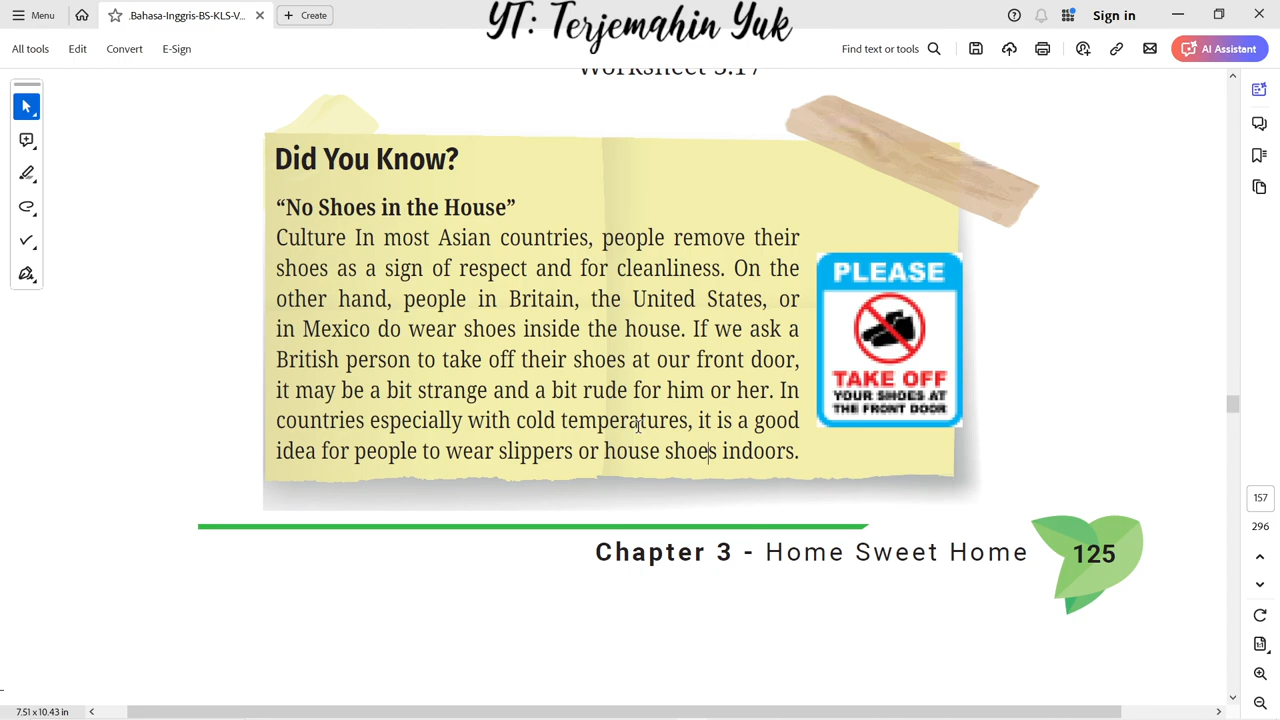 Menu
.Bahasa-Inggris-BS-KLS-V...
Create
YT: Terjemahin Yuk
Sign in
All tools
Edit
Convert
E-Sign
Find text or tools
AI Assistant
Worksheet 3.17
Did You Know?
“No Shoes in the House”
Culture In most Asian countries, people remove their
shoes as a sign of respect and for cleanliness. On the
other hand, people in Britain, the United States, or
in Mexico do wear shoes inside the house. If we ask a
British person to take off their shoes at our front door,
it may be a bit strange and a bit rude for him or her. In
countries especially with cold temperatures, it is a good
idea for people to wear slippers or house shoes indoors.
PLEASE
TAKE OFF
YOUR SHOES AT
THE FRONT DOOR
Chapter 3 - Home Sweet Home
125
157
296
7.51 x 10.43 in